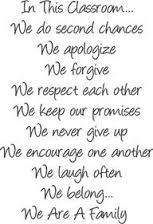 In This Classroom...
We do second chances
We apologize
We forgive
We respect each other
We keep our promises
We never give up
We encourage one another
We laugh often
We belong...
We Are A Family